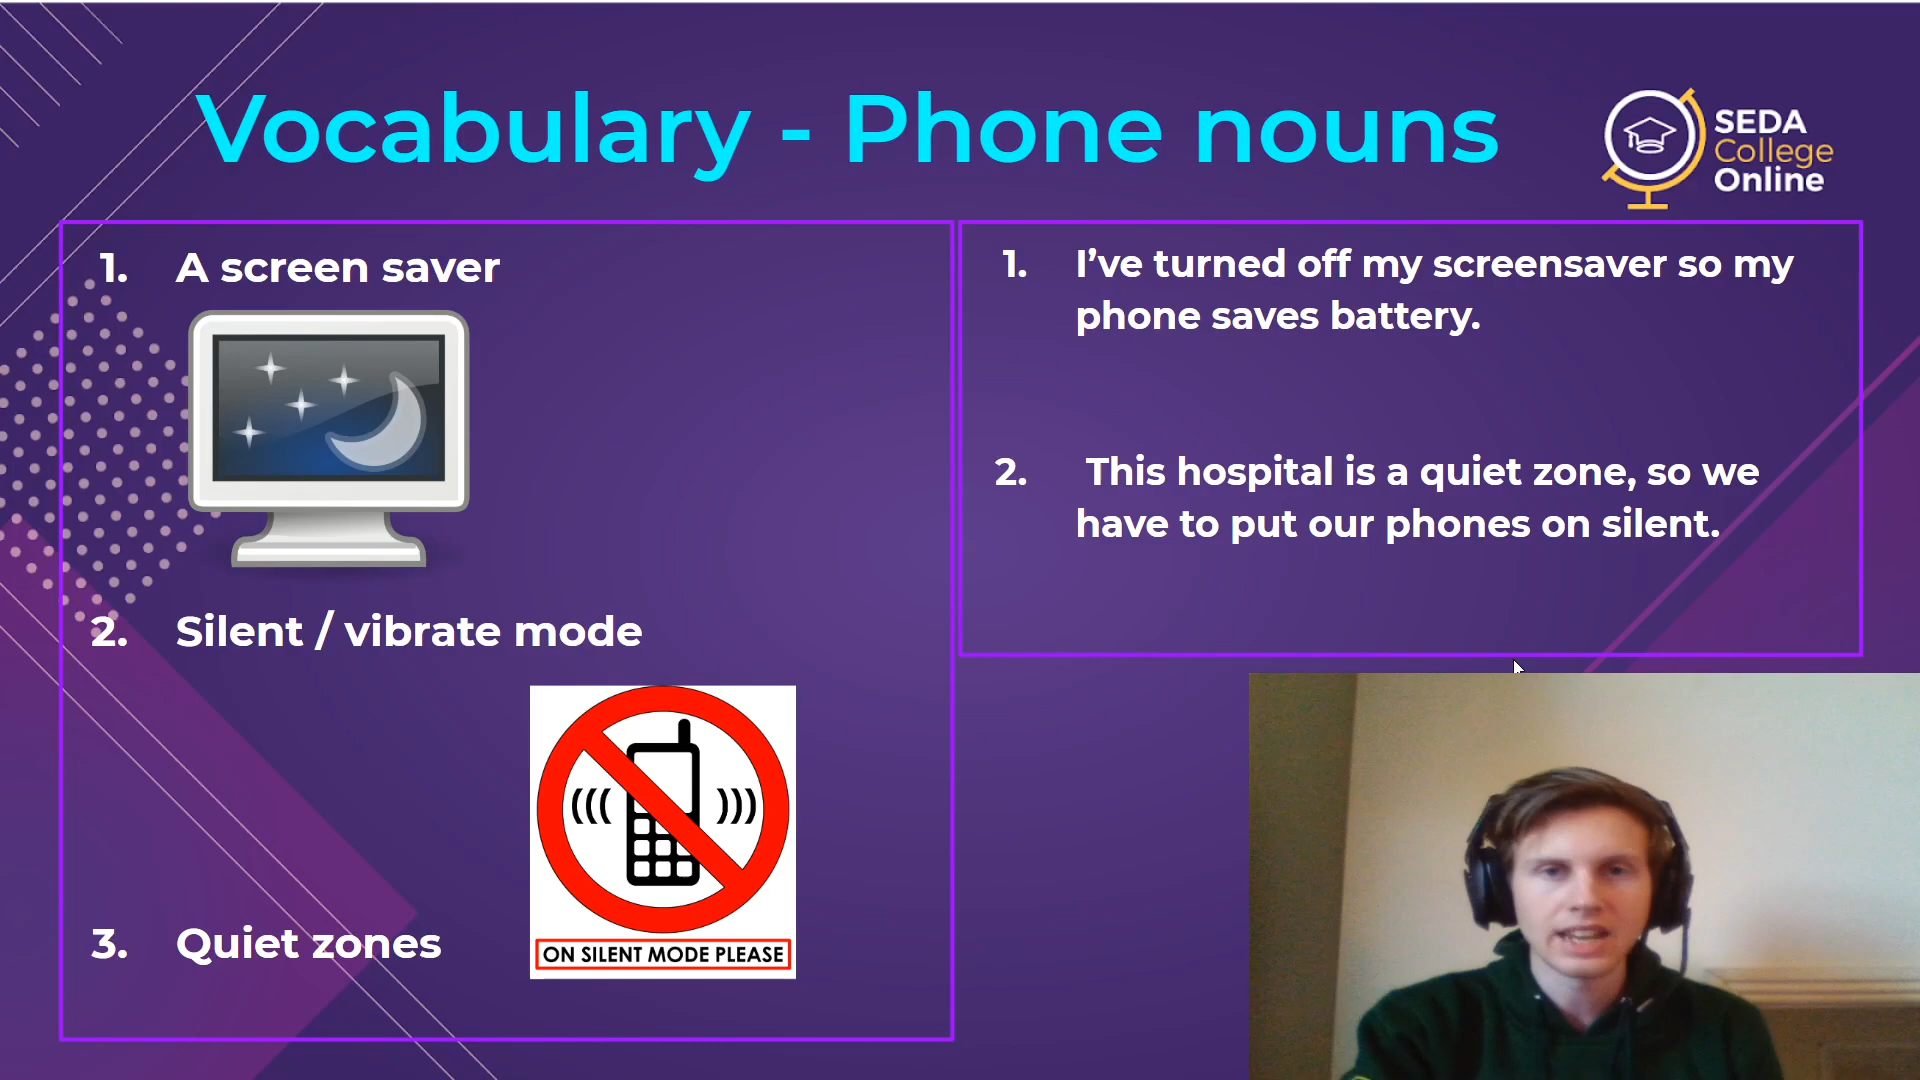 Vocabulary - Phone nouns
SEDA
College
Online
1. A screen saver
2. Silent / vibrate mode
ON SILENT MODE PLEASE
3. Quiet zones
1. I’ve turned off my screensaver so my
phone saves battery.
2. This hospital is a quiet zone, so we
have to put our phones on silent.